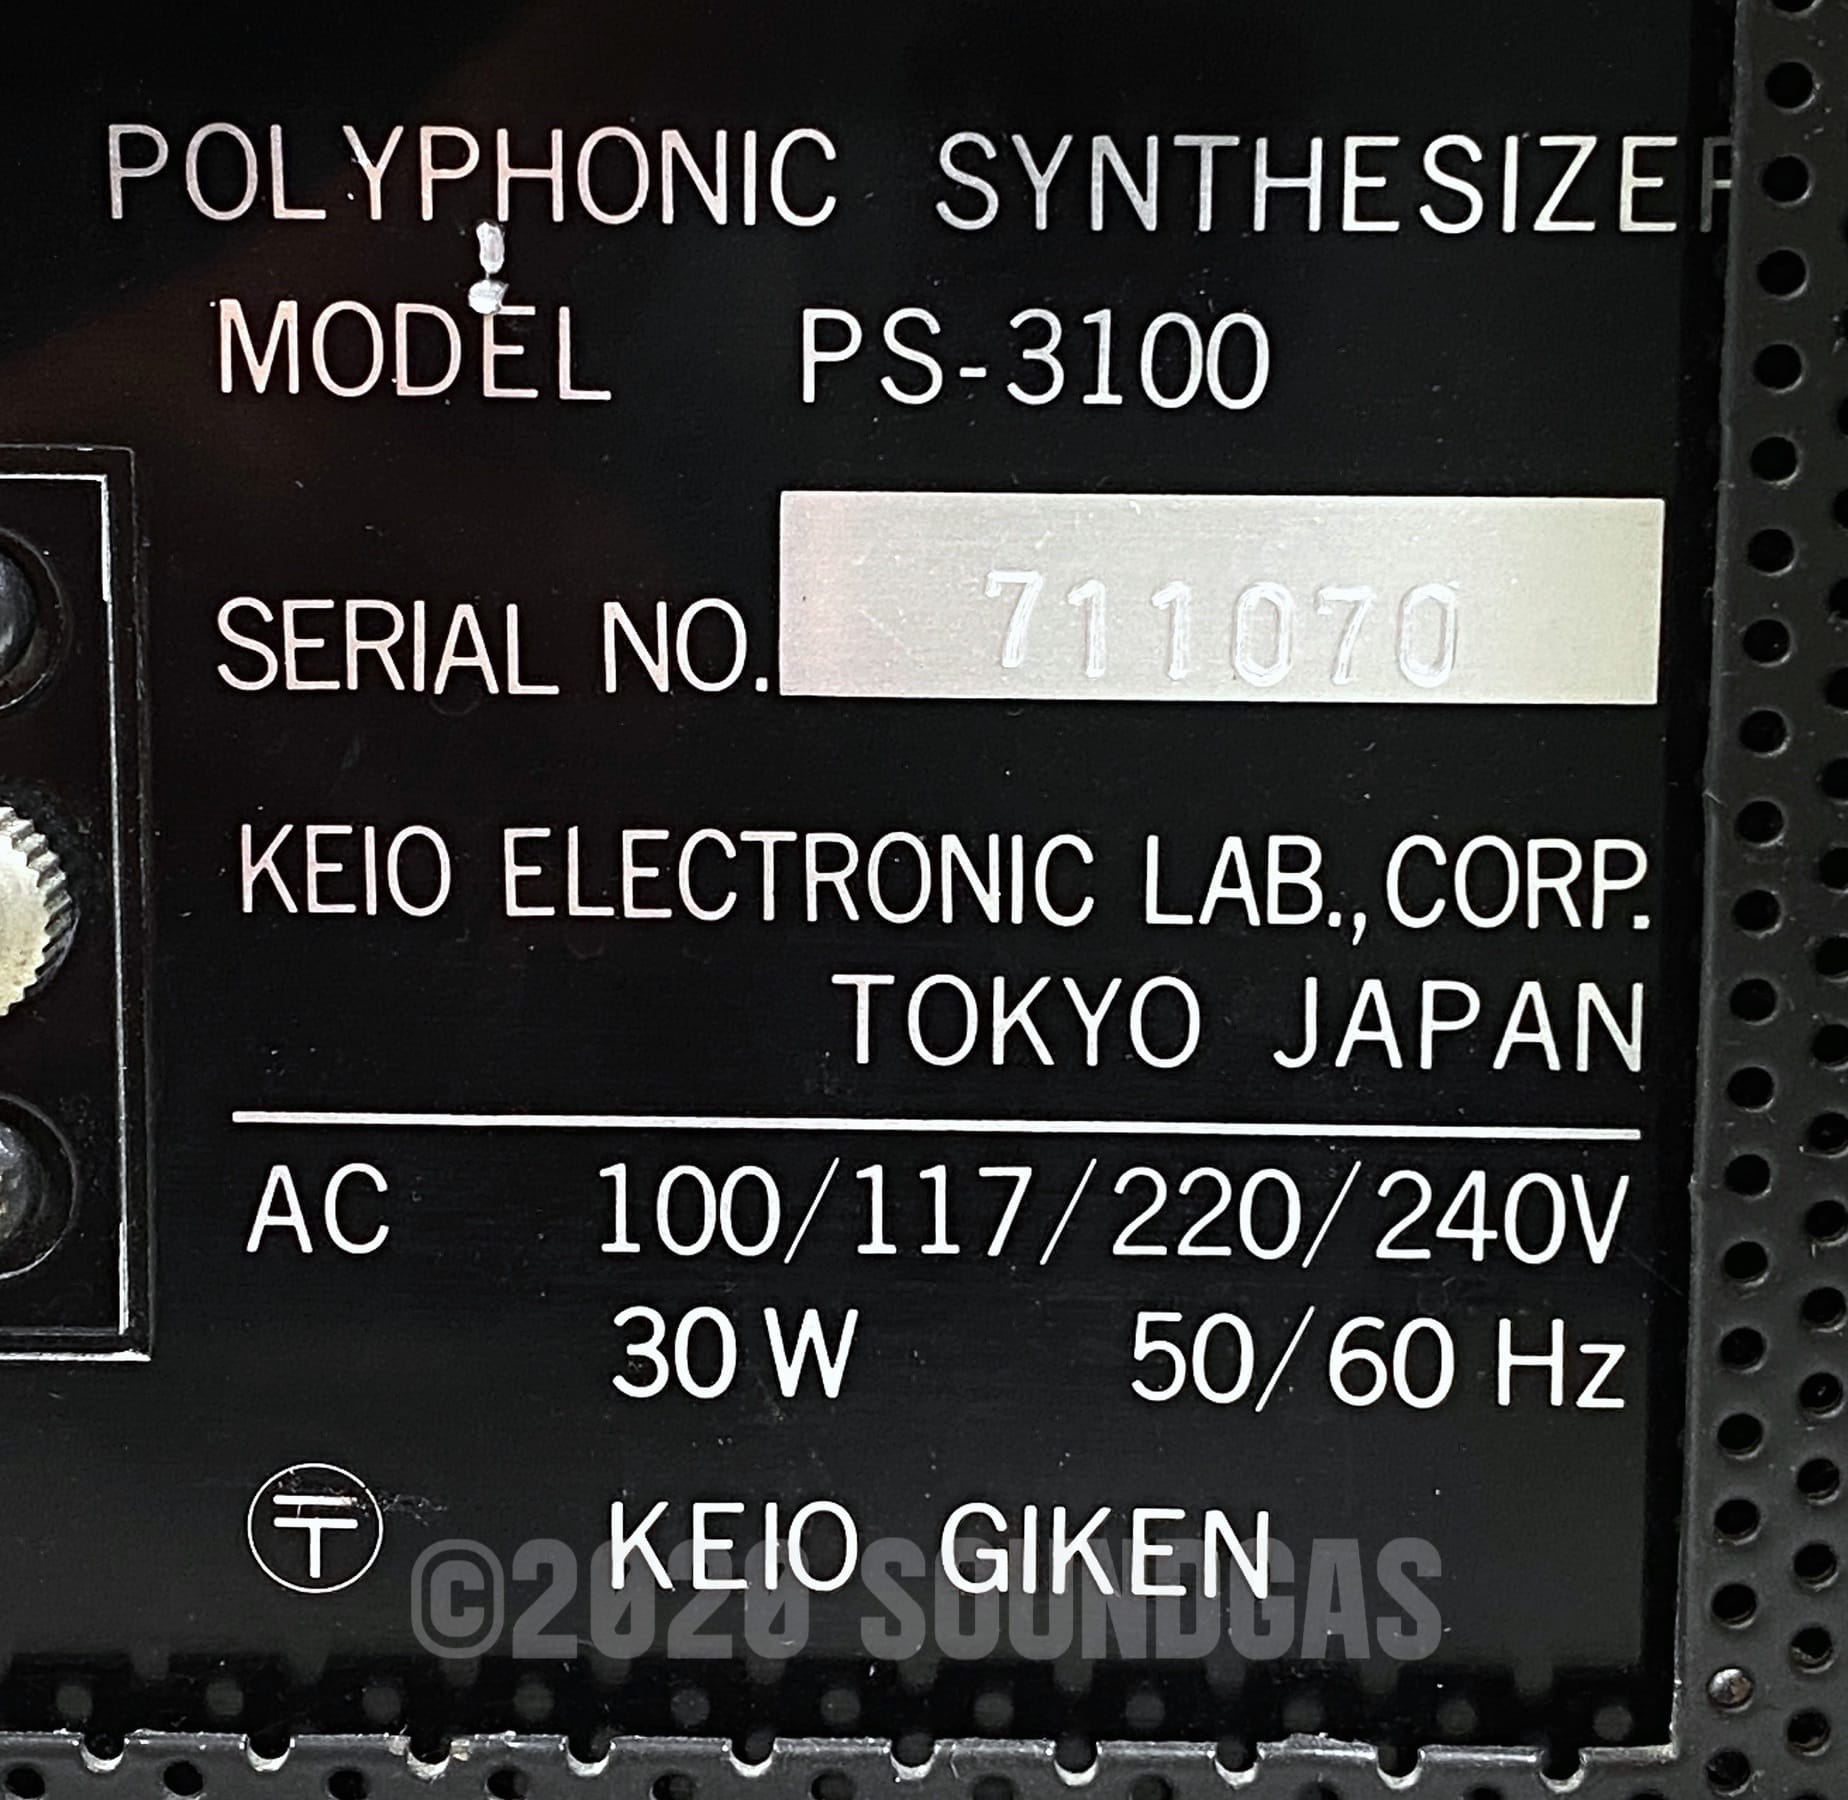 POLYPHONIC SYNTHESIZER
MODEL PS-3100
SERIAL NO. 711070
KEIO ELECTRONIC LAB., CORP.
TOKYO JAPAN
AC 100/117/220/240V
30W 50/60 Hz
〒 KEIO GIKEN
©2020 SOUNDGAS